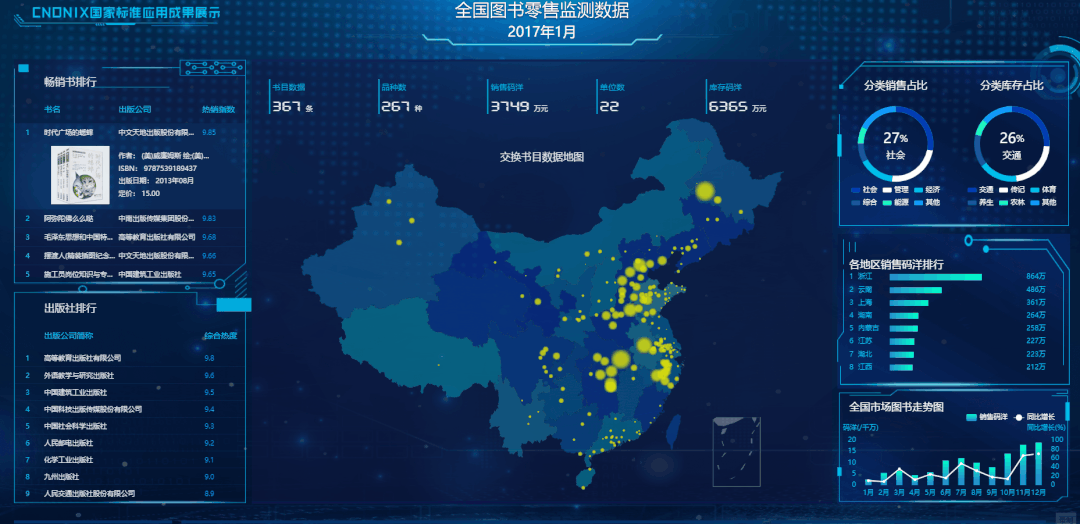 CNONIX国家标准应用成果展示
全国图书零售监测数据
2017年1月
畅销书排行
书名 出版公司 热销指数
1 时代广场的蟋蟀 中文天地出版股份有限... 9.85
作者: (美)威廉姆斯 绘;(美)...
ISBN: 9787539189437
出版日期: 2013年08月
定价: 15.00
2 阿弥陀佛么么哒 中南出版传媒集团股份... 9.83
3 毛泽东思想和中国特... 高等教育出版社有限公司 9.68
4 摆渡人(精装插图纪念... 中文天地出版股份有限... 9.66
5 施工员岗位知识与专... 中国建筑工业出版社 9.65
出版社排行
出版公司简称 综合热度
1 高等教育出版社有限公司 9.8
2 外语教学与研究出版社 9.6
3 中国建筑工业出版社 9.5
4 中国科技出版传媒股份有限公司 9.4
5 中国社会科学出版社 9.3
6 人民邮电出版社 9.2
7 化学工业出版社 9.1
8 九州出版社 9.0
9 人民交通出版社股份有限公司 8.9
书目数据 品种数 销售码洋 单位数 库存码洋
367 条 267 种 3749 万元 22 6365 万元
交换书目数据地图
分类销售占比 分类库存占比
27% 社会
26% 交通
社会 管理 经济
综合 能源 其他
交通 传记 体育
养生 农林 其他
各地区销售码洋排行
1 浙江 864万
2 云南 486万
3 上海 361万
4 湖南 264万
5 内蒙古 258万
6 江苏 227万
7 湖北 223万
8 江西 212万
全国市场图书走势图
销售码洋 同比增长
码洋(/千万) 同比增长(%)
20 100
15 80
10 60
5 40
0 20
0
1月 2月 3月 4月 5月 6月 7月 8月 9月 10月 11月 12月